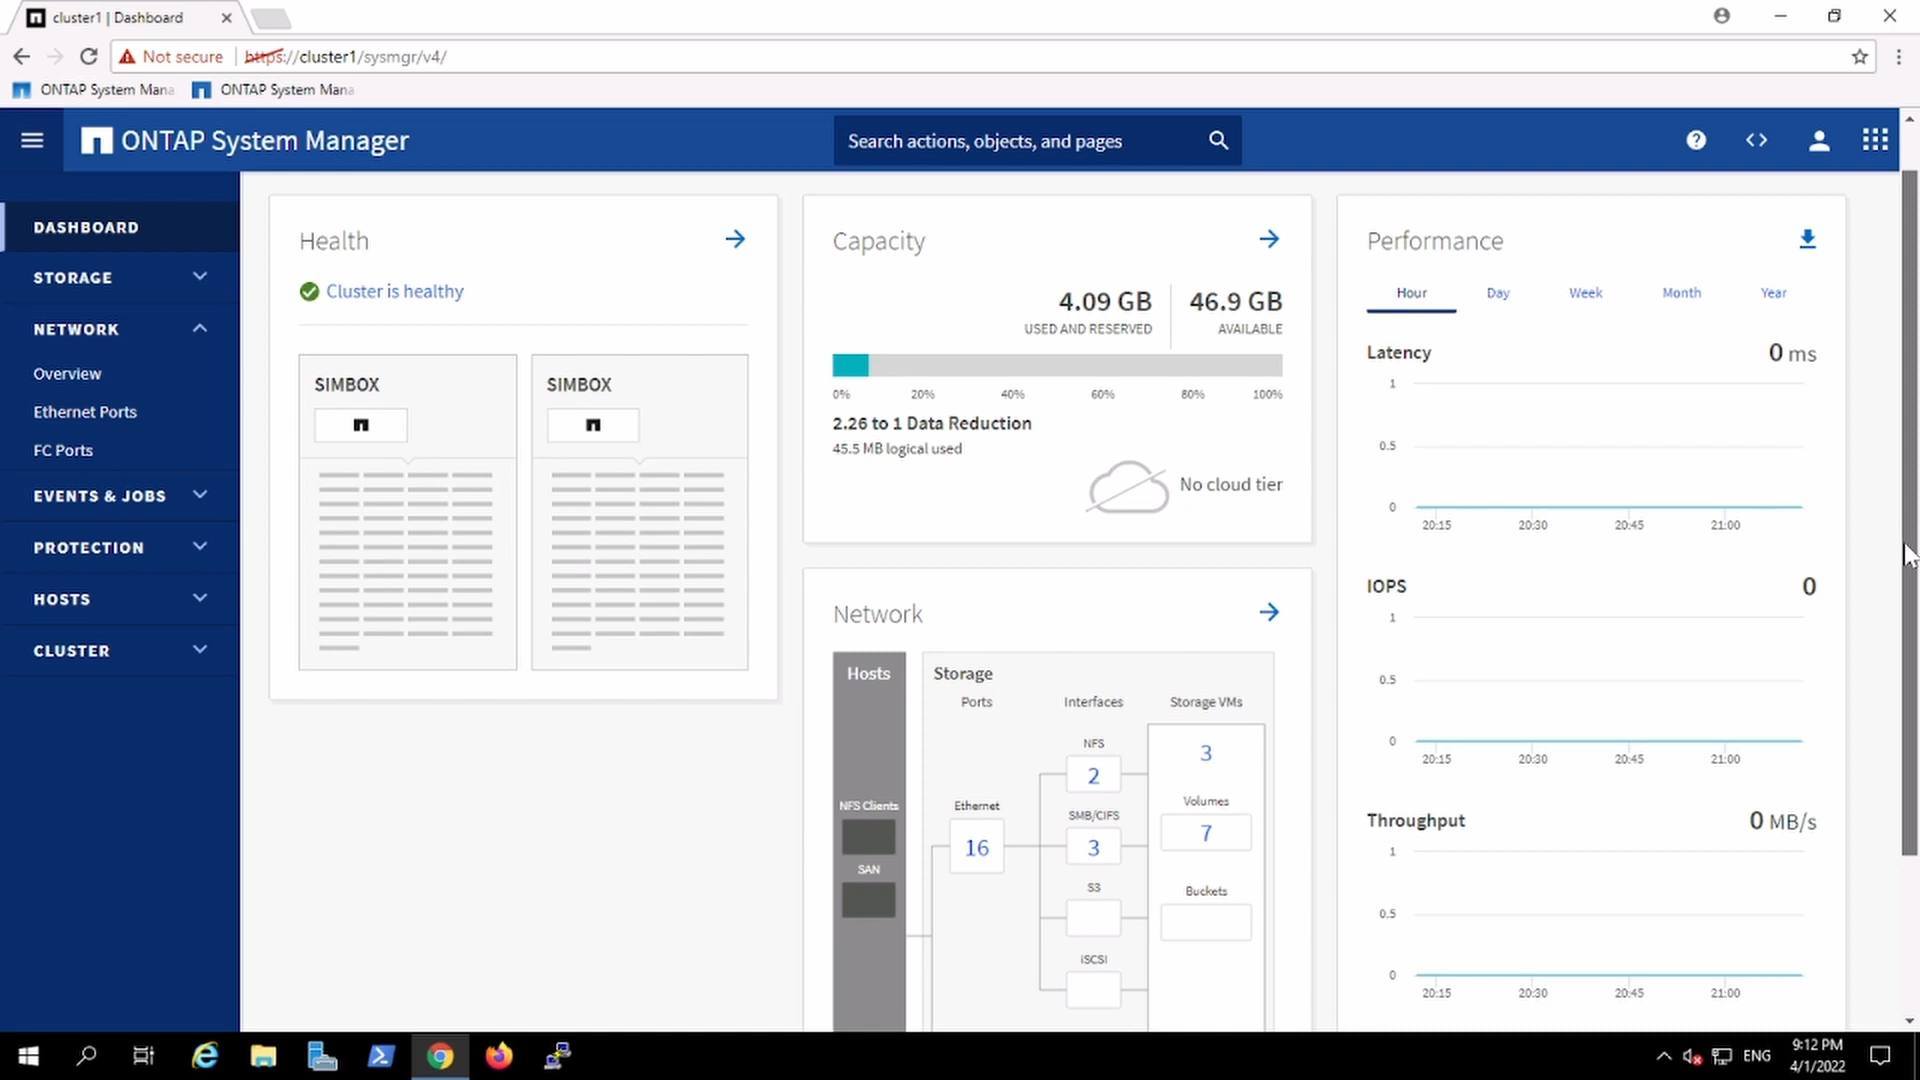 cluster1 | Dashboard
Not secure
https://cluster1/sysmgr/v4/
ONTAP System Mana
ONTAP System Mana
ONTAP System Manager
Search actions, objects, and pages
DASHBOARD
STORAGE
NETWORK
Overview
Ethernet Ports
FC Ports
EVENTS & JOBS
PROTECTION
HOSTS
CLUSTER
Health
Cluster is healthy
SIMBOX
SIMBOX
Capacity
4.09 GB
USED AND RESERVED
46.9 GB
AVAILABLE
0% 20% 40% 60% 80% 100%
2.26 to 1 Data Reduction
45.5 MB logical used
No cloud tier
Network
Hosts
NFS Clients
SAN
Storage
Ports
Interfaces
Storage VMs
Ethernet
16
NFS
2
SMB/CIFS
3
S3
iSCSI
3
Volumes
7
Buckets
Performance
Hour Day Week Month Year
Latency
0 ms
1
0.5
0
20:15 20:30 20:45 21:00
IOPS
0
1
0.5
0
20:15 20:30 20:45 21:00
Throughput
0 MB/s
1
0.5
0
20:15 20:30 20:45 21:00
ENG
9:12 PM
4/1/2022